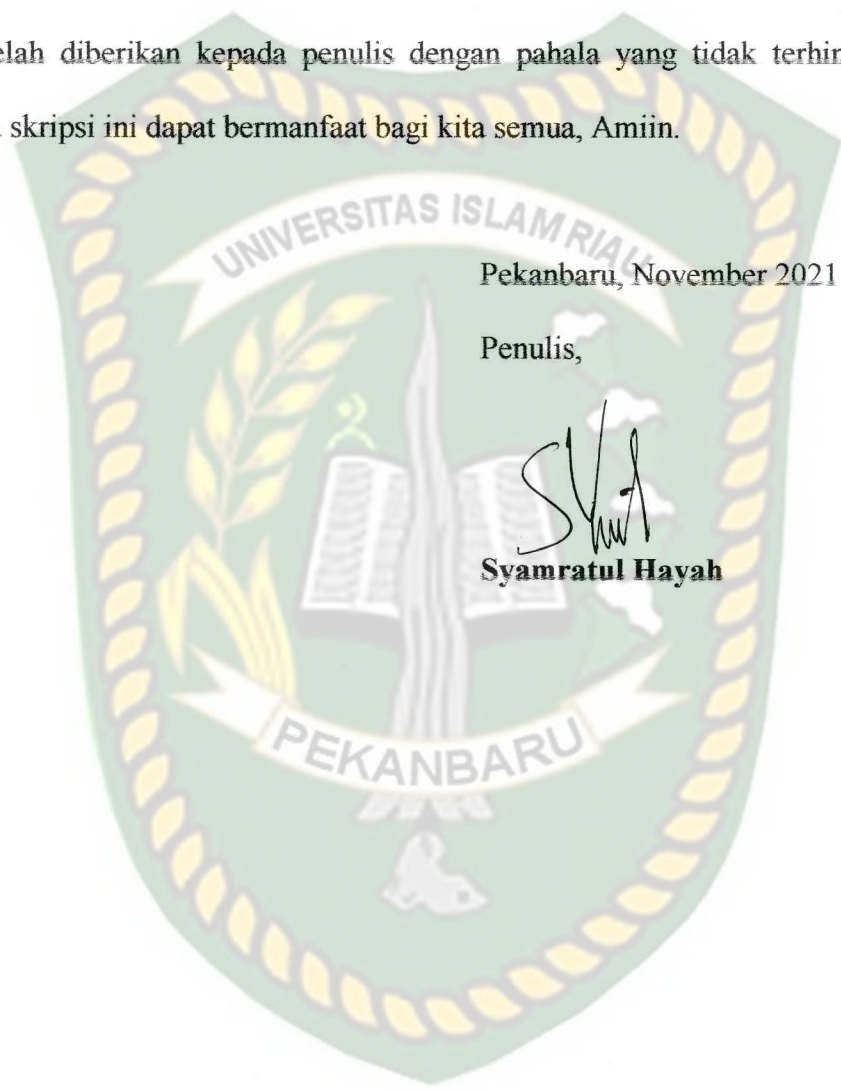 elah diberikan kepada penulis dengan pahala yang tidak terhin
skripsi ini dapat bermanfaat bagi kita semua, Amiin.
UNIVERSITAS ISLAM RIAU
Pekanbaru, November 2021
Penulis,
Syamratul Hayah
PEKANBARU